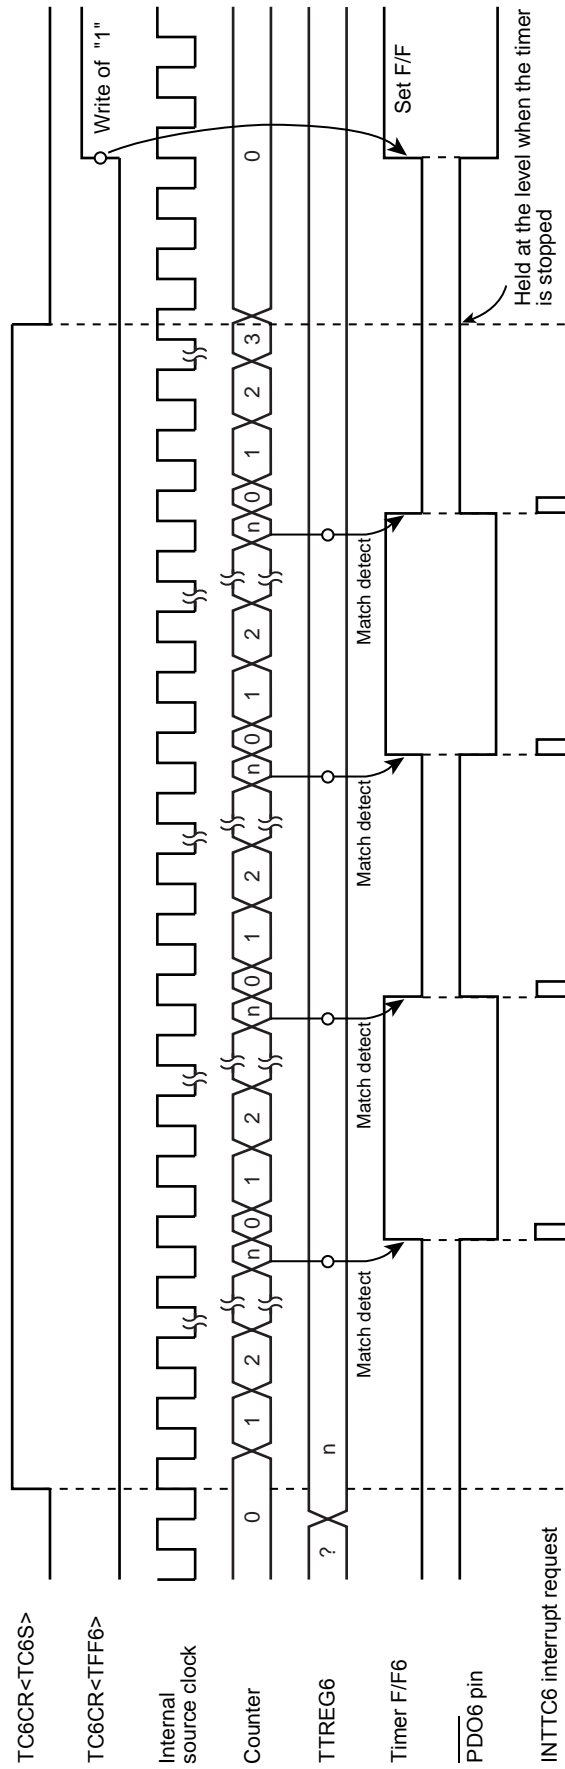 TC6CR<TC6S>
TC6CR<TFF6>
Write of "1"
Internal
source clock
Counter
0 1 2 n 0 1 2 n 0 1 2 n 0 1 2 n 0 1 2 3 0
TTREG6
? n
Match detect
Match detect
Match detect
Match detect
Timer F/F6
Set F/F
PDO6 pin
Held at the level when the timer
is stopped
INTTC6 interrupt request